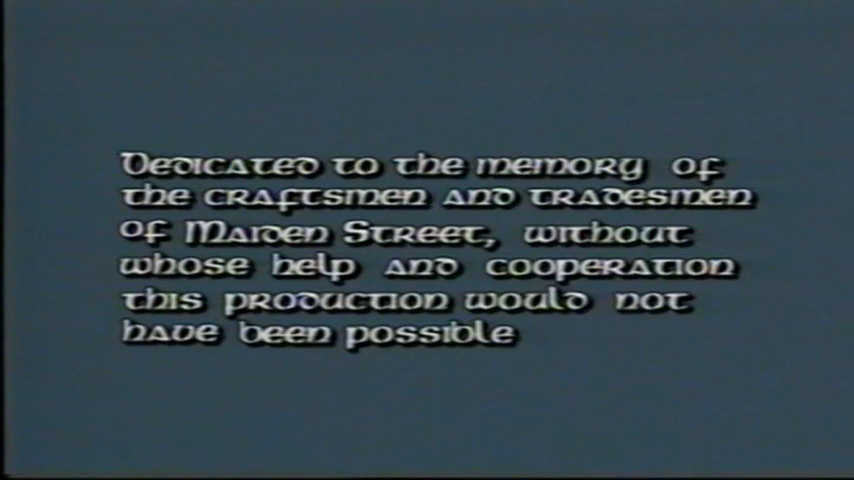 Dedicated to the memory of
the craftsmen and tradesmen
of Maiden Street, without
whose help and cooperation
this production would not
have been possible